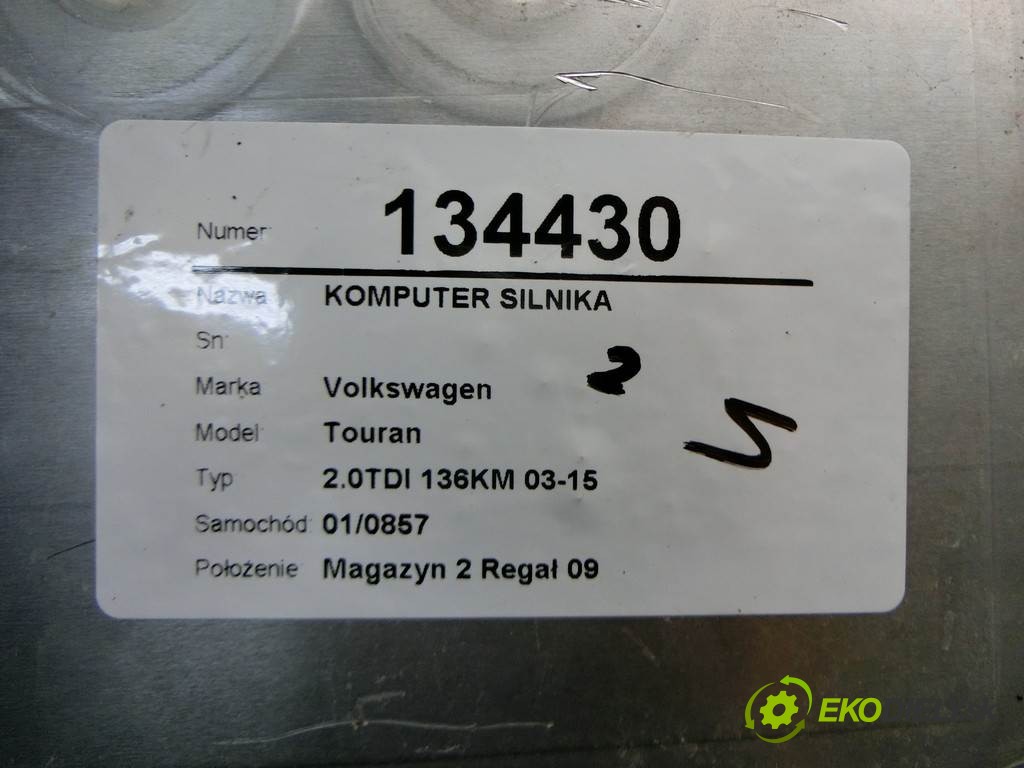 Numer: 134430
Nazwa KOMPUTER SILNIKA
Sn:
Marka Volkswagen
Model: Touran
Typ 2.0TDI 136KM 03-15
Samochód: 01/0857
Położenie Magazyn 2 Regał 09
2
5
EKO